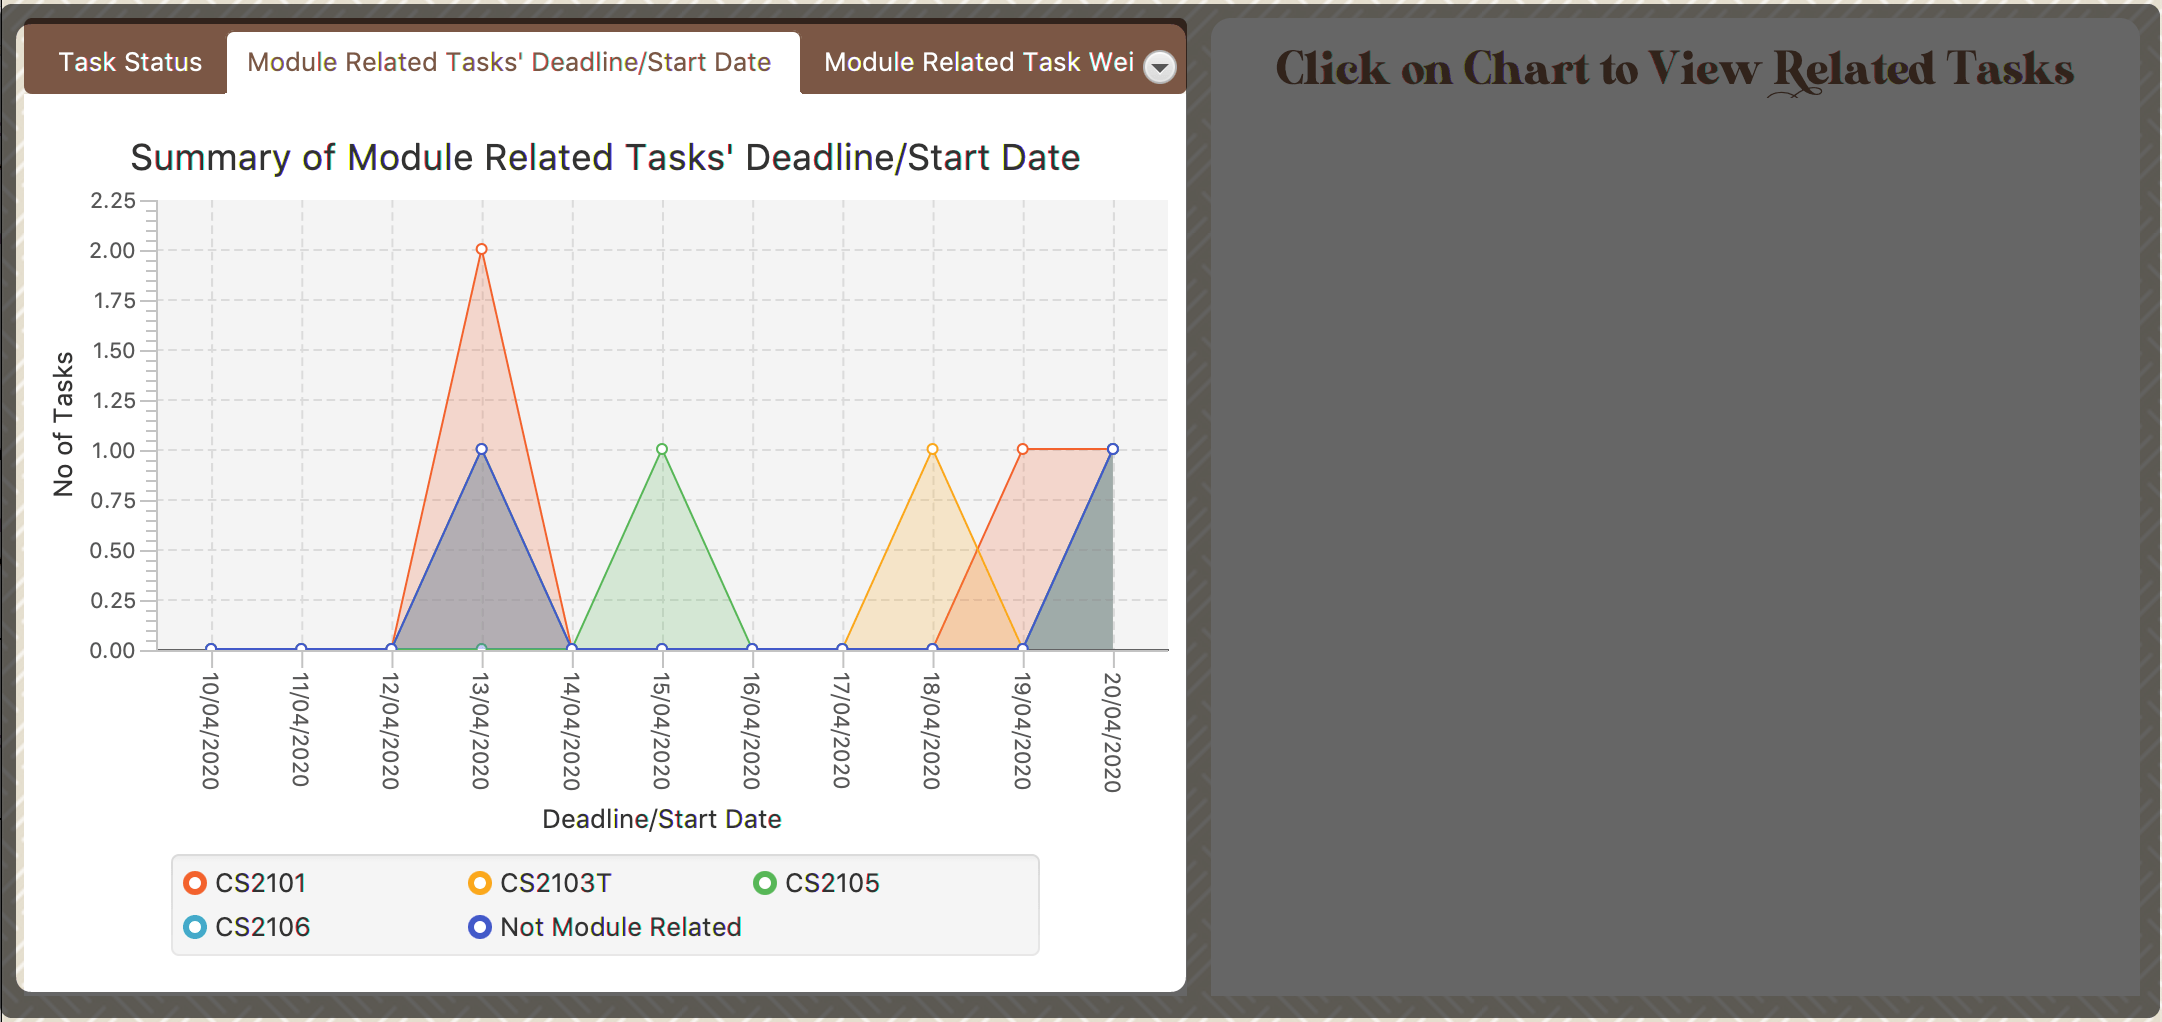 Task Status
Module Related Tasks' Deadline/Start Date
Module Related Task Wei
Click on Chart to View Related Tasks
Summary of Module Related Tasks' Deadline/Start Date
No of Tasks
2.25
2.00
1.75
1.50
1.25
1.00
0.75
0.50
0.25
0.00
10/04/2020
11/04/2020
12/04/2020
13/04/2020
14/04/2020
15/04/2020
16/04/2020
17/04/2020
18/04/2020
19/04/2020
20/04/2020
Deadline/Start Date
CS2101
CS2103T
CS2105
CS2106
Not Module Related